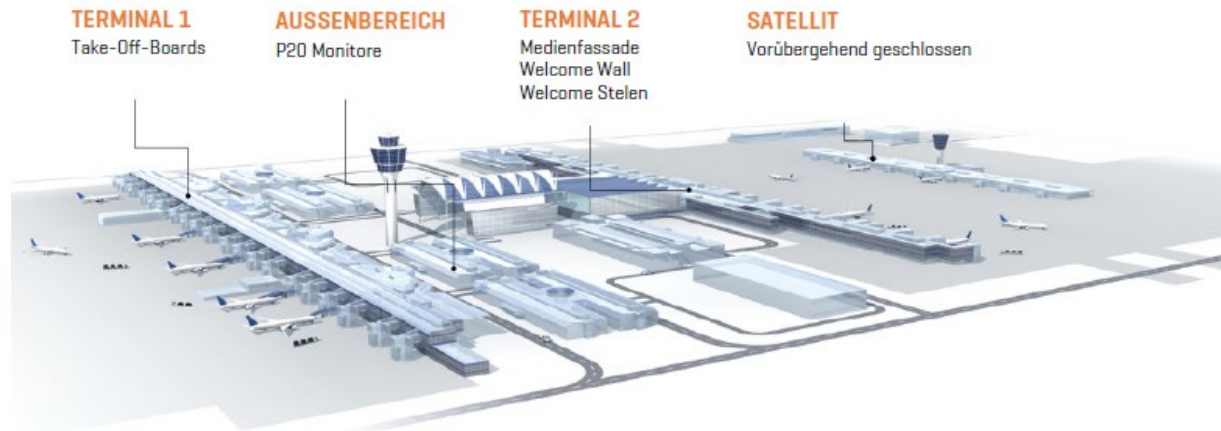 TERMINAL 1
Take-Off-Boards
AUSSENBEREICH
P20 Monitore
TERMINAL 2
Medienfassade
Welcome Wall
Welcome Stelen
SATELLIT
Vorübergehend geschlossen